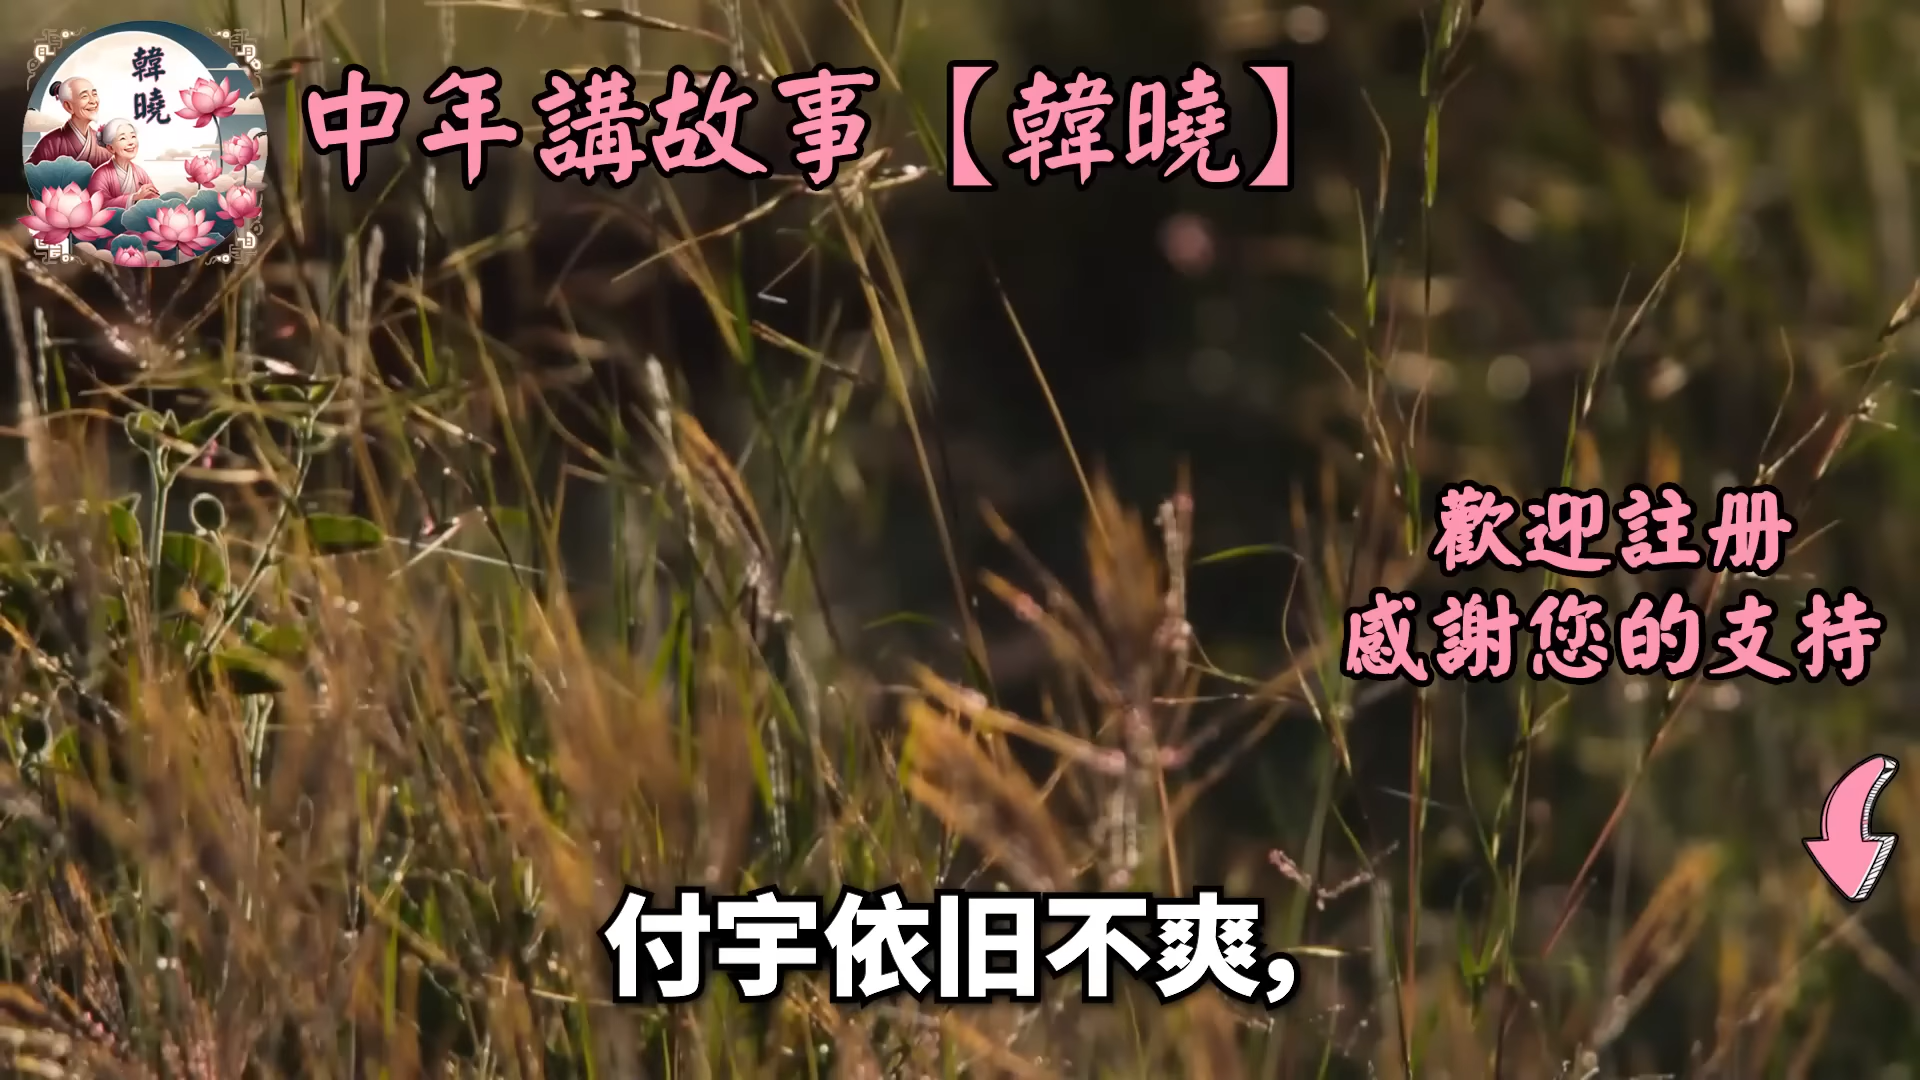 韓
曉
中年講故事【韓曉】
歡迎註册
感謝您的支持
付宇依旧不爽,